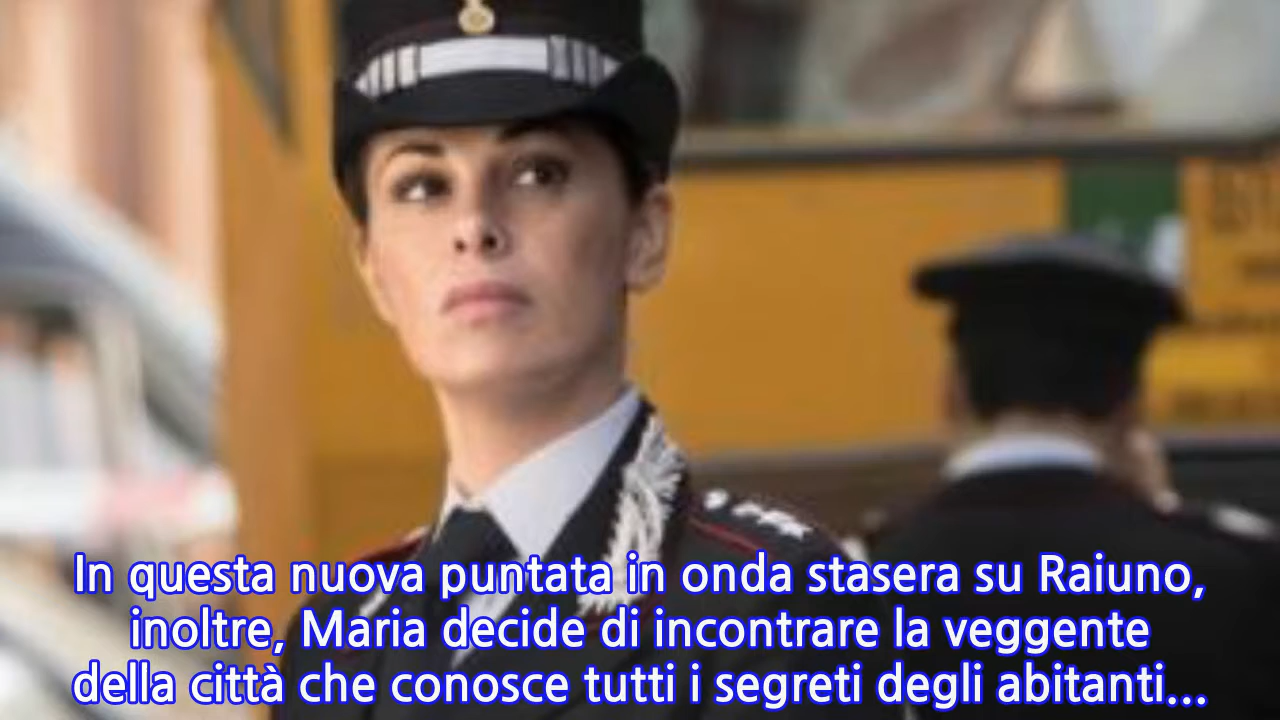 In questa nuova puntata in onda stasera su Raiuno,
inoltre, Maria decide di incontrare la veggente
della città che conosce tutti i segreti degli abitanti...